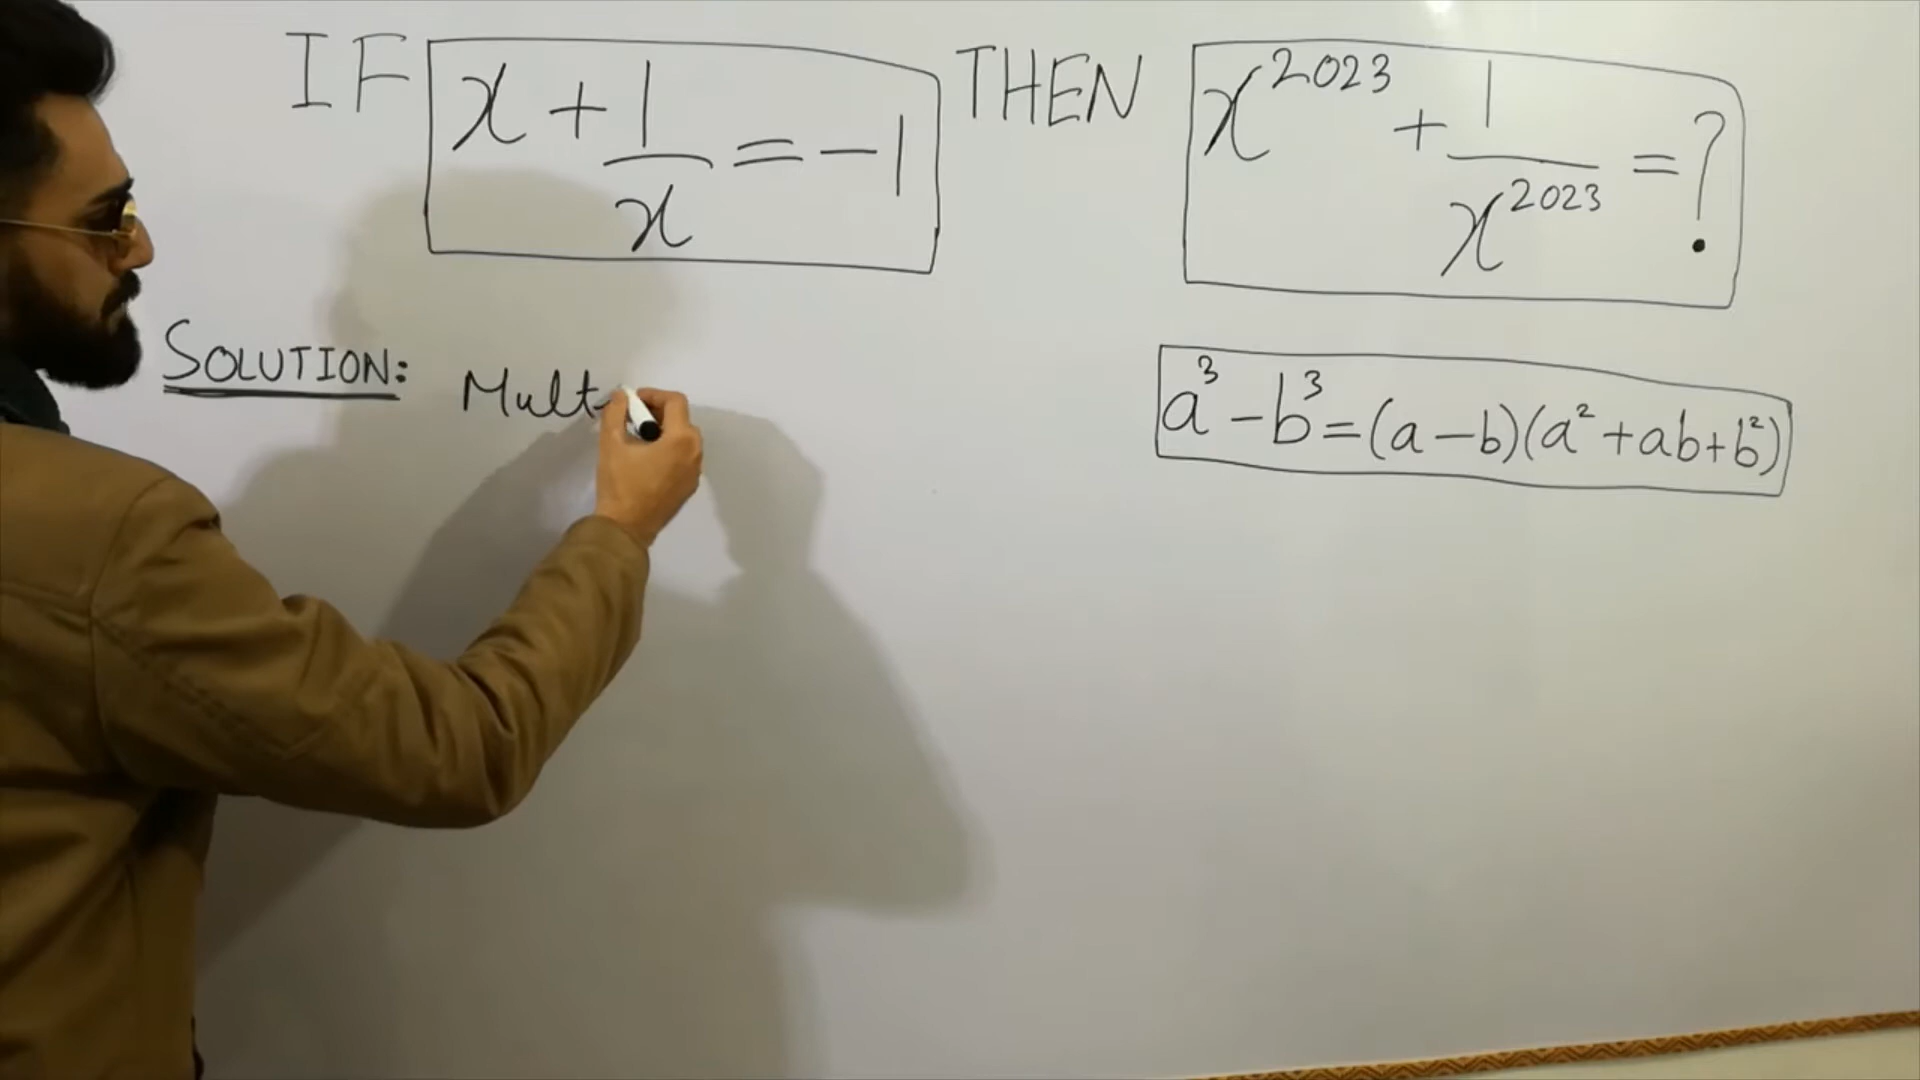 IF x + 1/x = -1 THEN x^2023 + 1/x^2023 = ?
SOLUTION: Mult
a³ - b³ = (a - b)(a² + ab + b²)